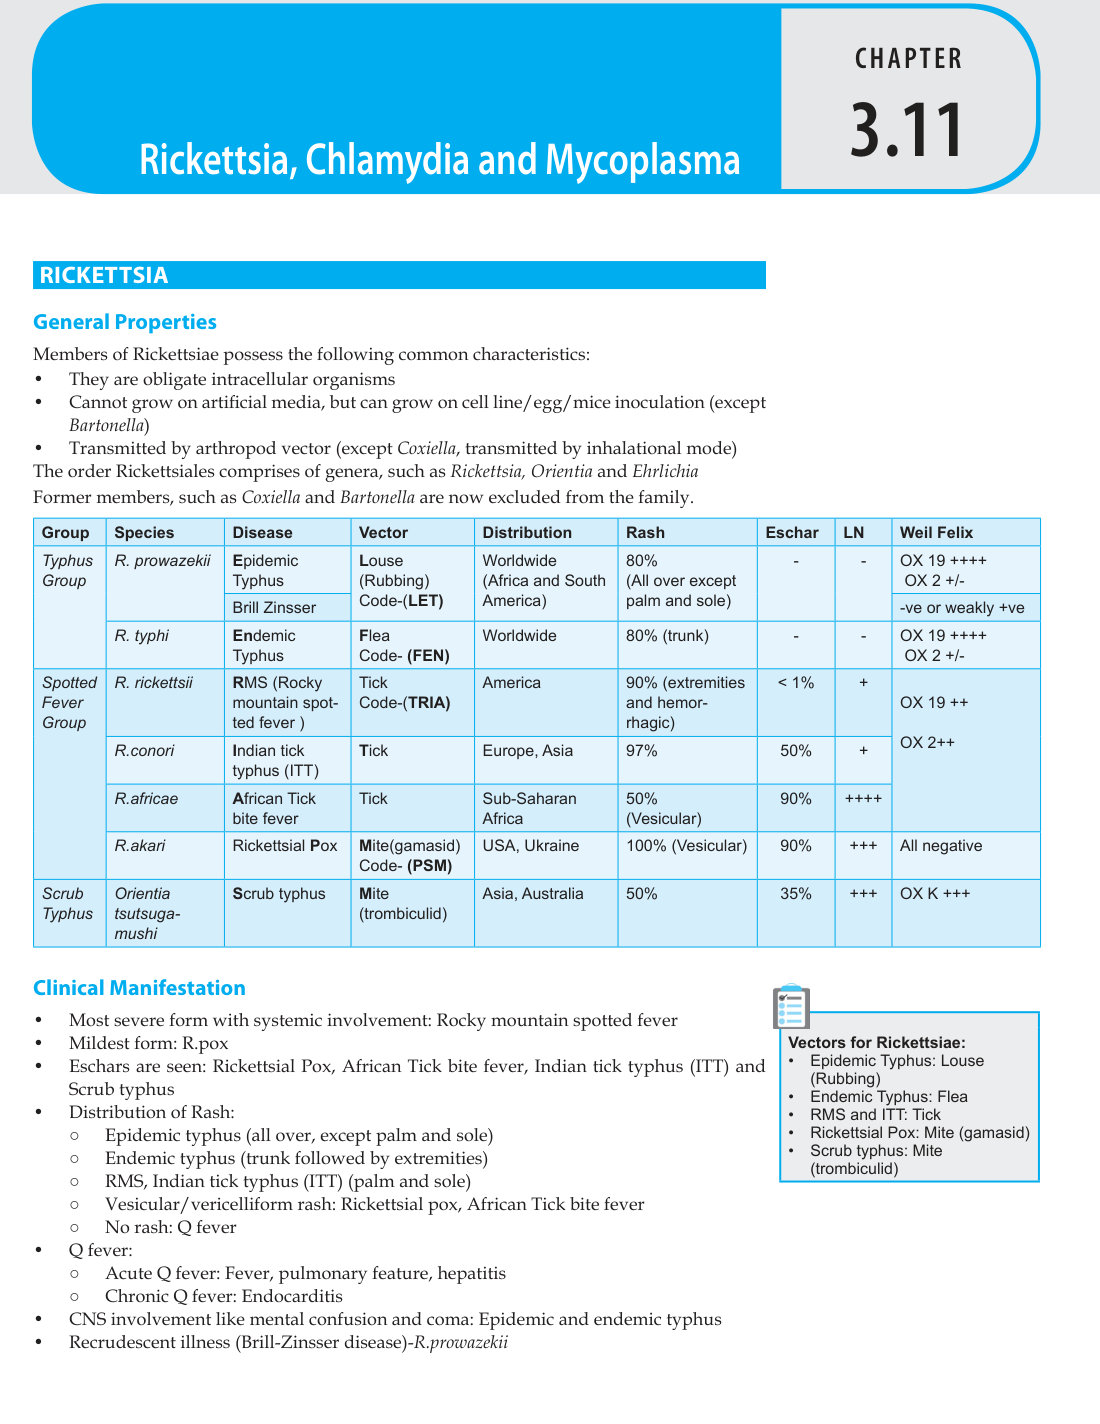 CHAPTER
3.11
Rickettsia, Chlamydia and Mycoplasma
RICKETTSIA
General Properties
Members of Rickettsiae possess the following common characteristics:
• They are obligate intracellular organisms
• Cannot grow on artificial media, but can grow on cell line/egg/mice inoculation (except
Bartonella)
• Transmitted by arthropod vector (except Coxiella, transmitted by inhalational mode)
The order Rickettsiales comprises of genera, such as Rickettsia, Orientia and Ehrlichia
Former members, such as Coxiella and Bartonella are now excluded from the family.
Group Species Disease Vector Distribution Rash Eschar LN Weil Felix
Typhus R. prowazekii Epidemic Louse Worldwide 80% - - OX 19 ++++
Group Typhus (Rubbing) (Africa and South (All over except OX 2 +/-
Brill Zinsser Code-(LET) America) palm and sole) -ve or weakly +ve
R. typhi Endemic Flea Worldwide 80% (trunk) - - OX 19 ++++
Typhus Code- (FEN) OX 2 +/-
Spotted R. rickettsii RMS (Rocky Tick America 90% (extremities < 1% +
Fever mountain spot- Code-(TRIA) and hemor- OX 19 ++
Group ted fever ) rhagic)
R.conori Indian tick Tick Europe, Asia 97% 50% + OX 2++
typhus (ITT)
R.africae African Tick Tick Sub-Saharan 50% 90% ++++
bite fever Africa (Vesicular)
R.akari Rickettsial Pox Mite(gamasid) USA, Ukraine 100% (Vesicular) 90% +++ All negative
Code- (PSM)
Scrub Orientia Scrub typhus Mite Asia, Australia 50% 35% +++ OX K +++
Typhus tsutsuga- (trombiculid)
mushi
Clinical Manifestation
• Most severe form with systemic involvement: Rocky mountain spotted fever
• Mildest form: R.pox
• Eschars are seen: Rickettsial Pox, African Tick bite fever, Indian tick typhus (ITT) and
Scrub typhus
• Distribution of Rash:
○ Epidemic typhus (all over, except palm and sole)
○ Endemic typhus (trunk followed by extremities)
○ RMS, Indian tick typhus (ITT) (palm and sole)
○ Vesicular/vericelliform rash: Rickettsial pox, African Tick bite fever
○ No rash: Q fever
• Q fever:
○ Acute Q fever: Fever, pulmonary feature, hepatitis
○ Chronic Q fever: Endocarditis
• CNS involvement like mental confusion and coma: Epidemic and endemic typhus
• Recrudescent illness (Brill-Zinsser disease)-R.prowazekii
Vectors for Rickettsiae:
• Epidemic Typhus: Louse
(Rubbing)
• Endemic Typhus: Flea
• RMS and ITT: Tick
• Rickettsial Pox: Mite (gamasid)
• Scrub typhus: Mite
(trombiculid)